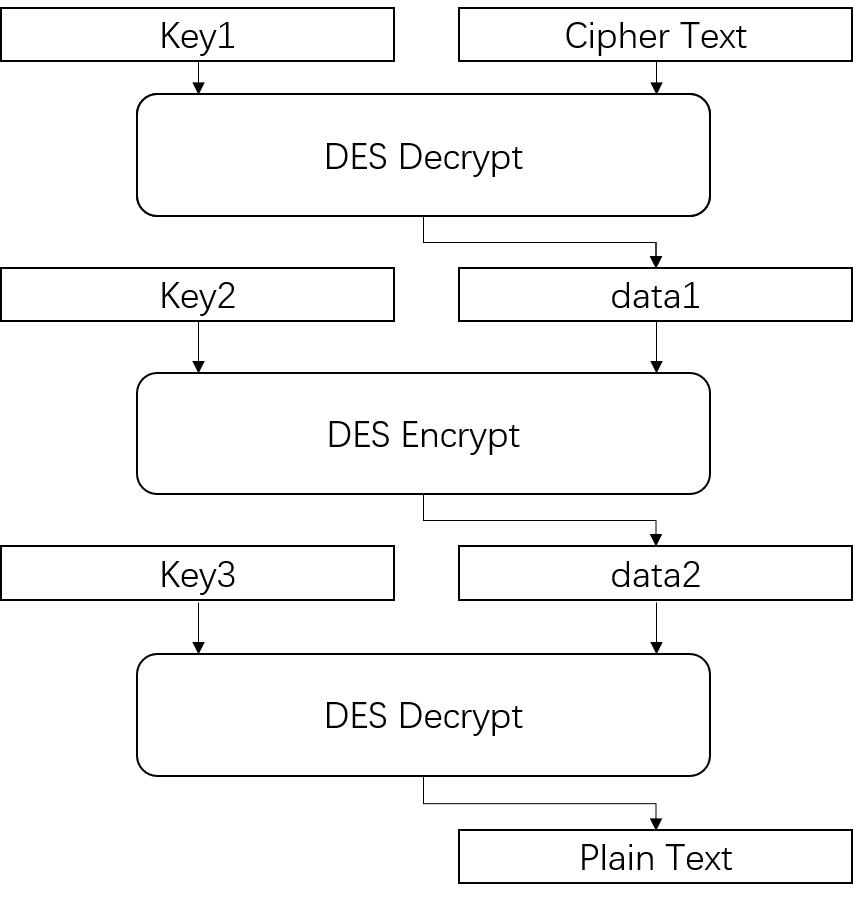 Key1
Cipher Text
DES Decrypt
Key2
data1
DES Encrypt
Key3
data2
DES Decrypt
Plain Text